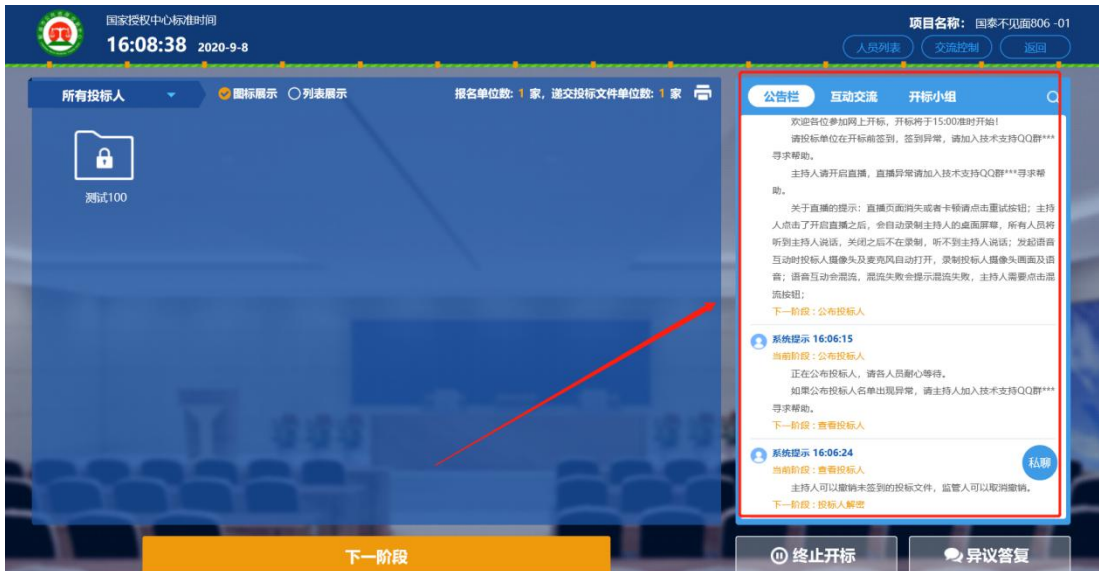 国家授权中心标准时间
16:08:38 2020-9-8
项目名称：国泰不见面806 -01
人员列表 交流控制 返回
所有投标人 图标展示 列表展示 报名单位数：1 家，递交投标文件单位数：1 家
测试100
公告栏 互动交流 开标小组
欢迎各位参加网上开标，开标将于15:00准时开始！
请投标单位在开标前签到，签到异常，请加入技术支持QQ群***
寻求帮助。
主持人请开启直播，直播异常请加入技术支持QQ群***寻求帮
助。
关于直播的提示：直播页面消失或者卡顿请点击重试按钮；主持
人点击了开启直播之后，会自动录制主持人的桌面屏幕，所有人员将
听到主持人说话，关闭之后不在录制，听不到主持人说话；发起语音
互动时投标人摄像头及麦克风自动打开，录制投标人摄像头画面及语
音；语音互动会混流，混流失败会提示混流失败，主持人需要点击混
流按钮；
下一阶段：公布投标人
系统提示 16:06:15
当前阶段：公布投标人
正在公布投标人，请各人员耐心等待。
如果公布投标人名单出现异常，请主持人加入技术支持QQ群***
寻求帮助。
下一阶段：查看投标人
系统提示 16:06:24
当前阶段：查看投标人
主持人可以撤销未签到的投标文件，监管人可以取消撤销。
下一阶段：投标人解密
私聊
下一阶段
终止开标
异议答复